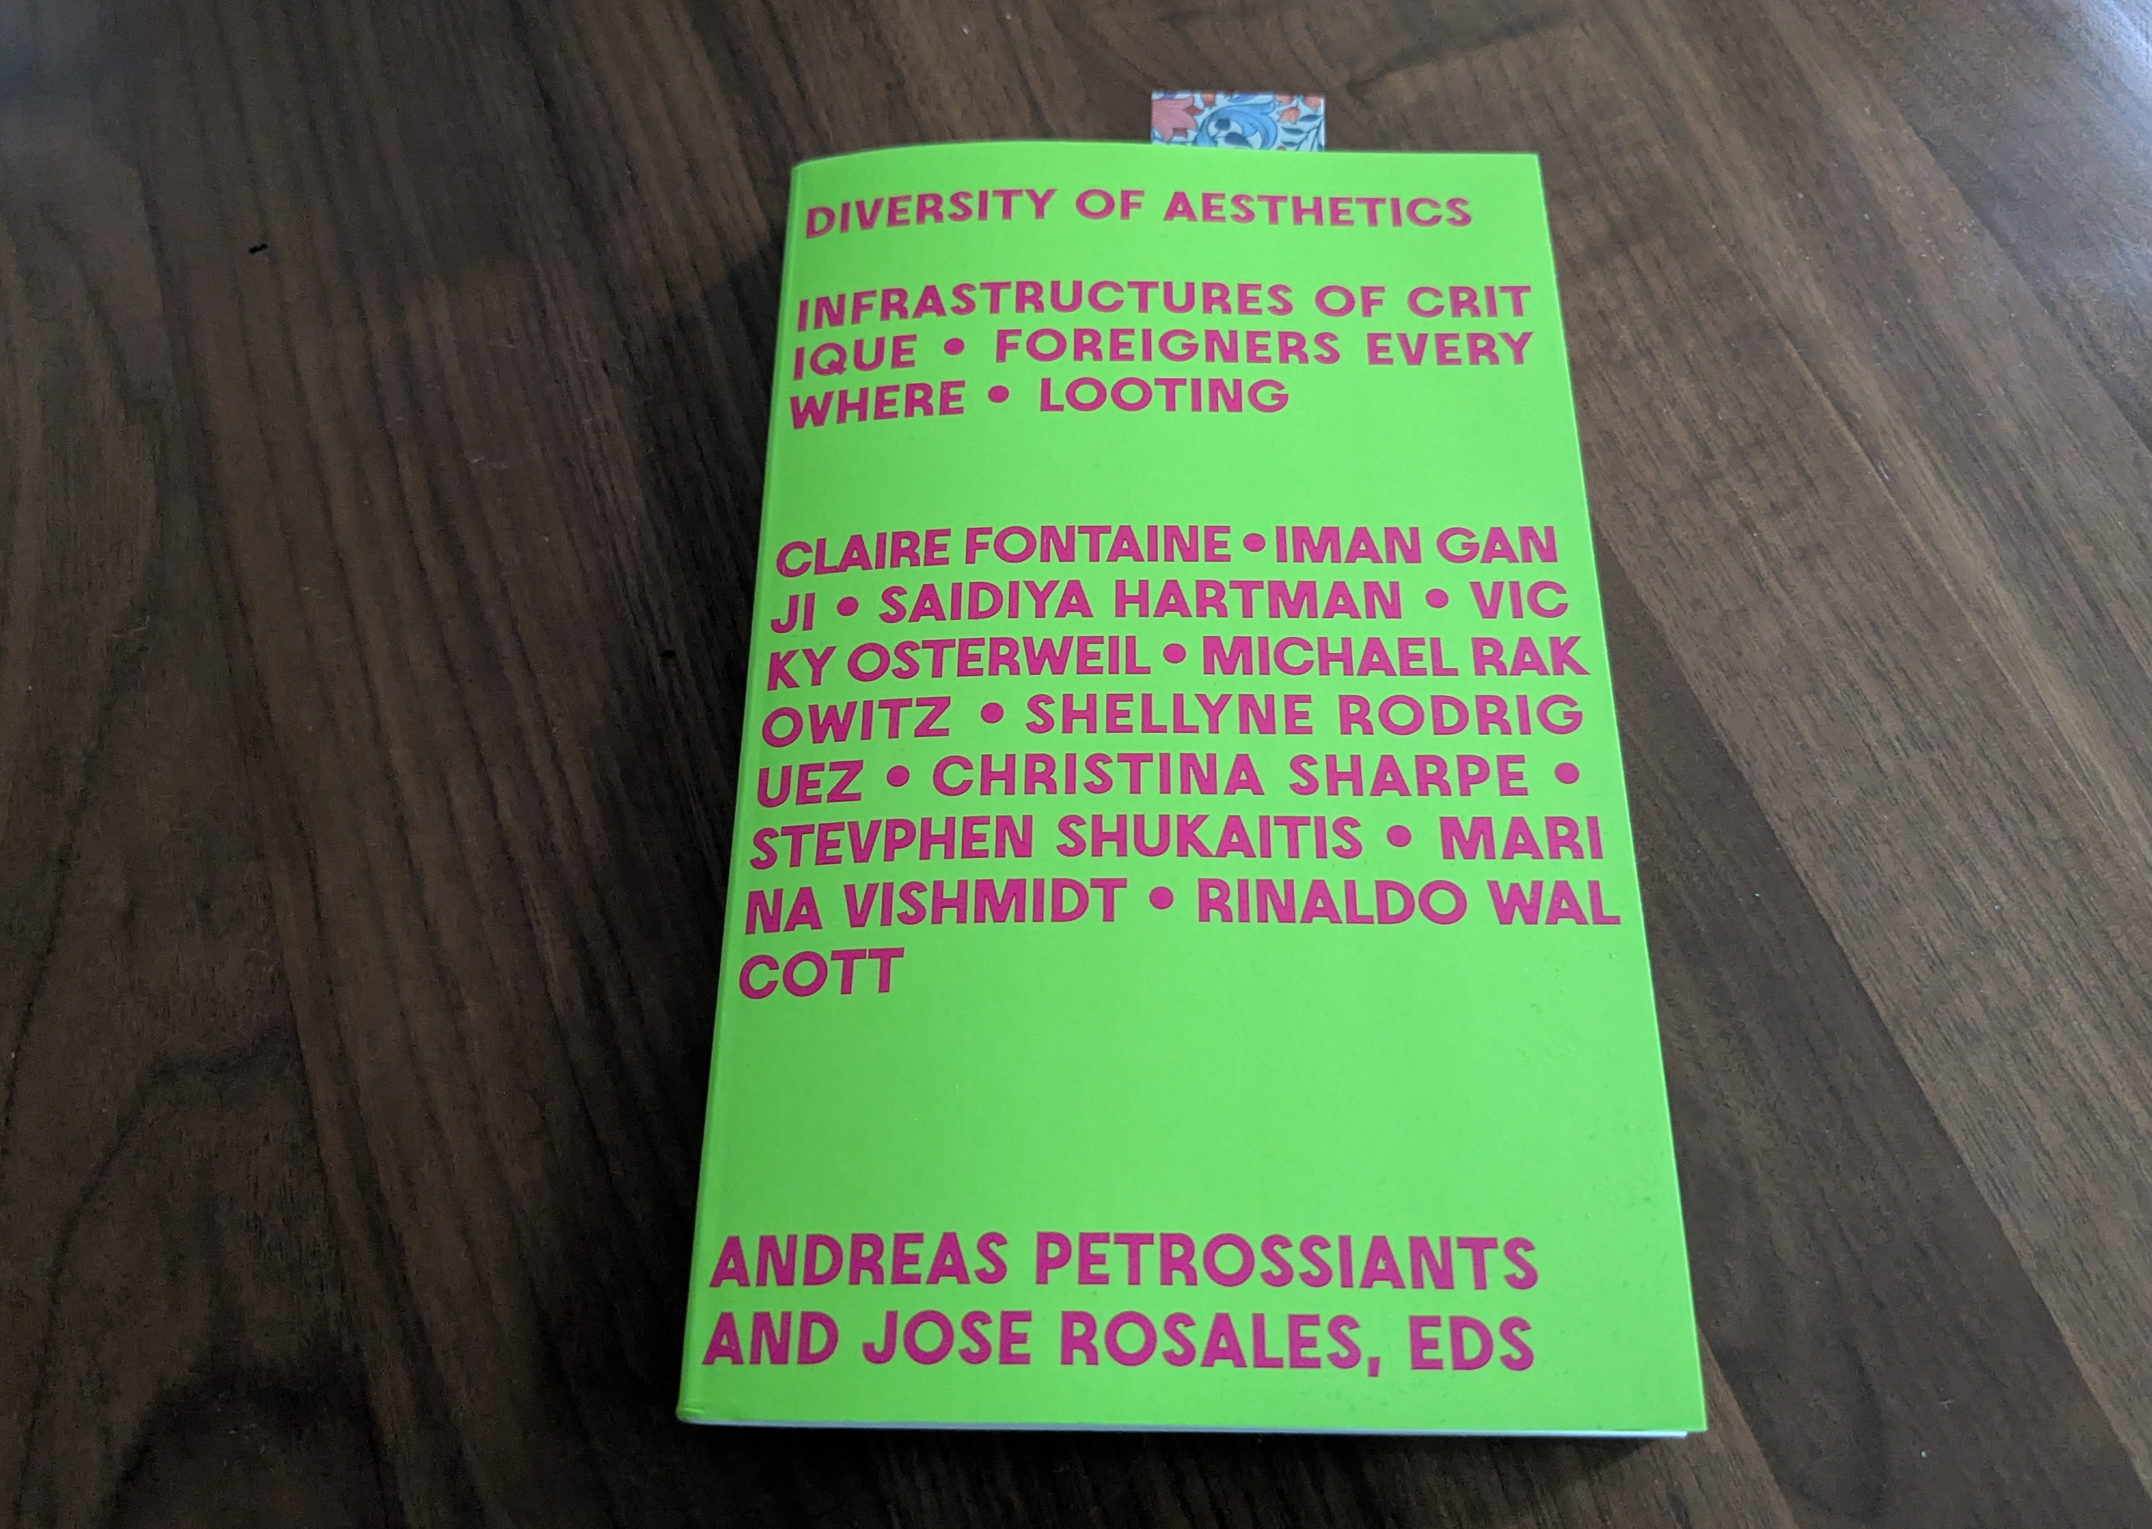 DIVERSITY OF AESTHETICS
INFRASTRUCTURES OF CRIT
IQUE • FOREIGNERS EVERY
WHERE • LOOTING
CLAIRE FONTAINE • IMAN GAN
JI • SAIDIYA HARTMAN • VIC
KY OSTERWEIL • MICHAEL RAK
OWITZ • SHELLYNE RODRIG
UEZ • CHRISTINA SHARPE •
STEVPHEN SHUKAITIS • MARI
NA VISHMIDT • RINALDO WAL
COTT
ANDREAS PETROSSIANTS
AND JOSE ROSALES, EDS